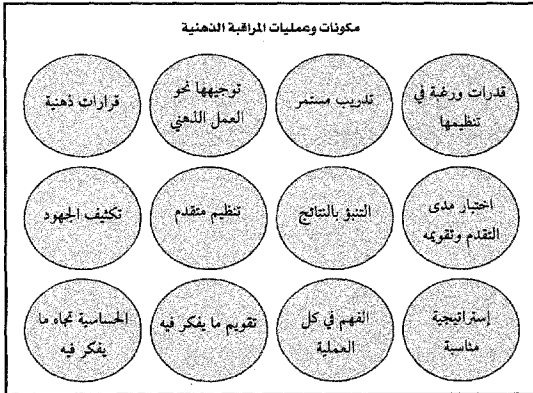 مكونات وعمليات المراقبة الذهنية
قدرات ورغبة في
تنظيمها
تدريب مستمر
توجيهها نحو
العمل الذهني
قرارات ذهنية
اختبار مدى
التقدم وتقويمه
التنبؤ بالنتائج
تنظيم متقدم
تكثيف الجهود
إستراتيجية
مناسبة
الفهم في كل
العملية
تقويم ما يفكر فيه
الحساسية تجاه ما
يفكر فيه